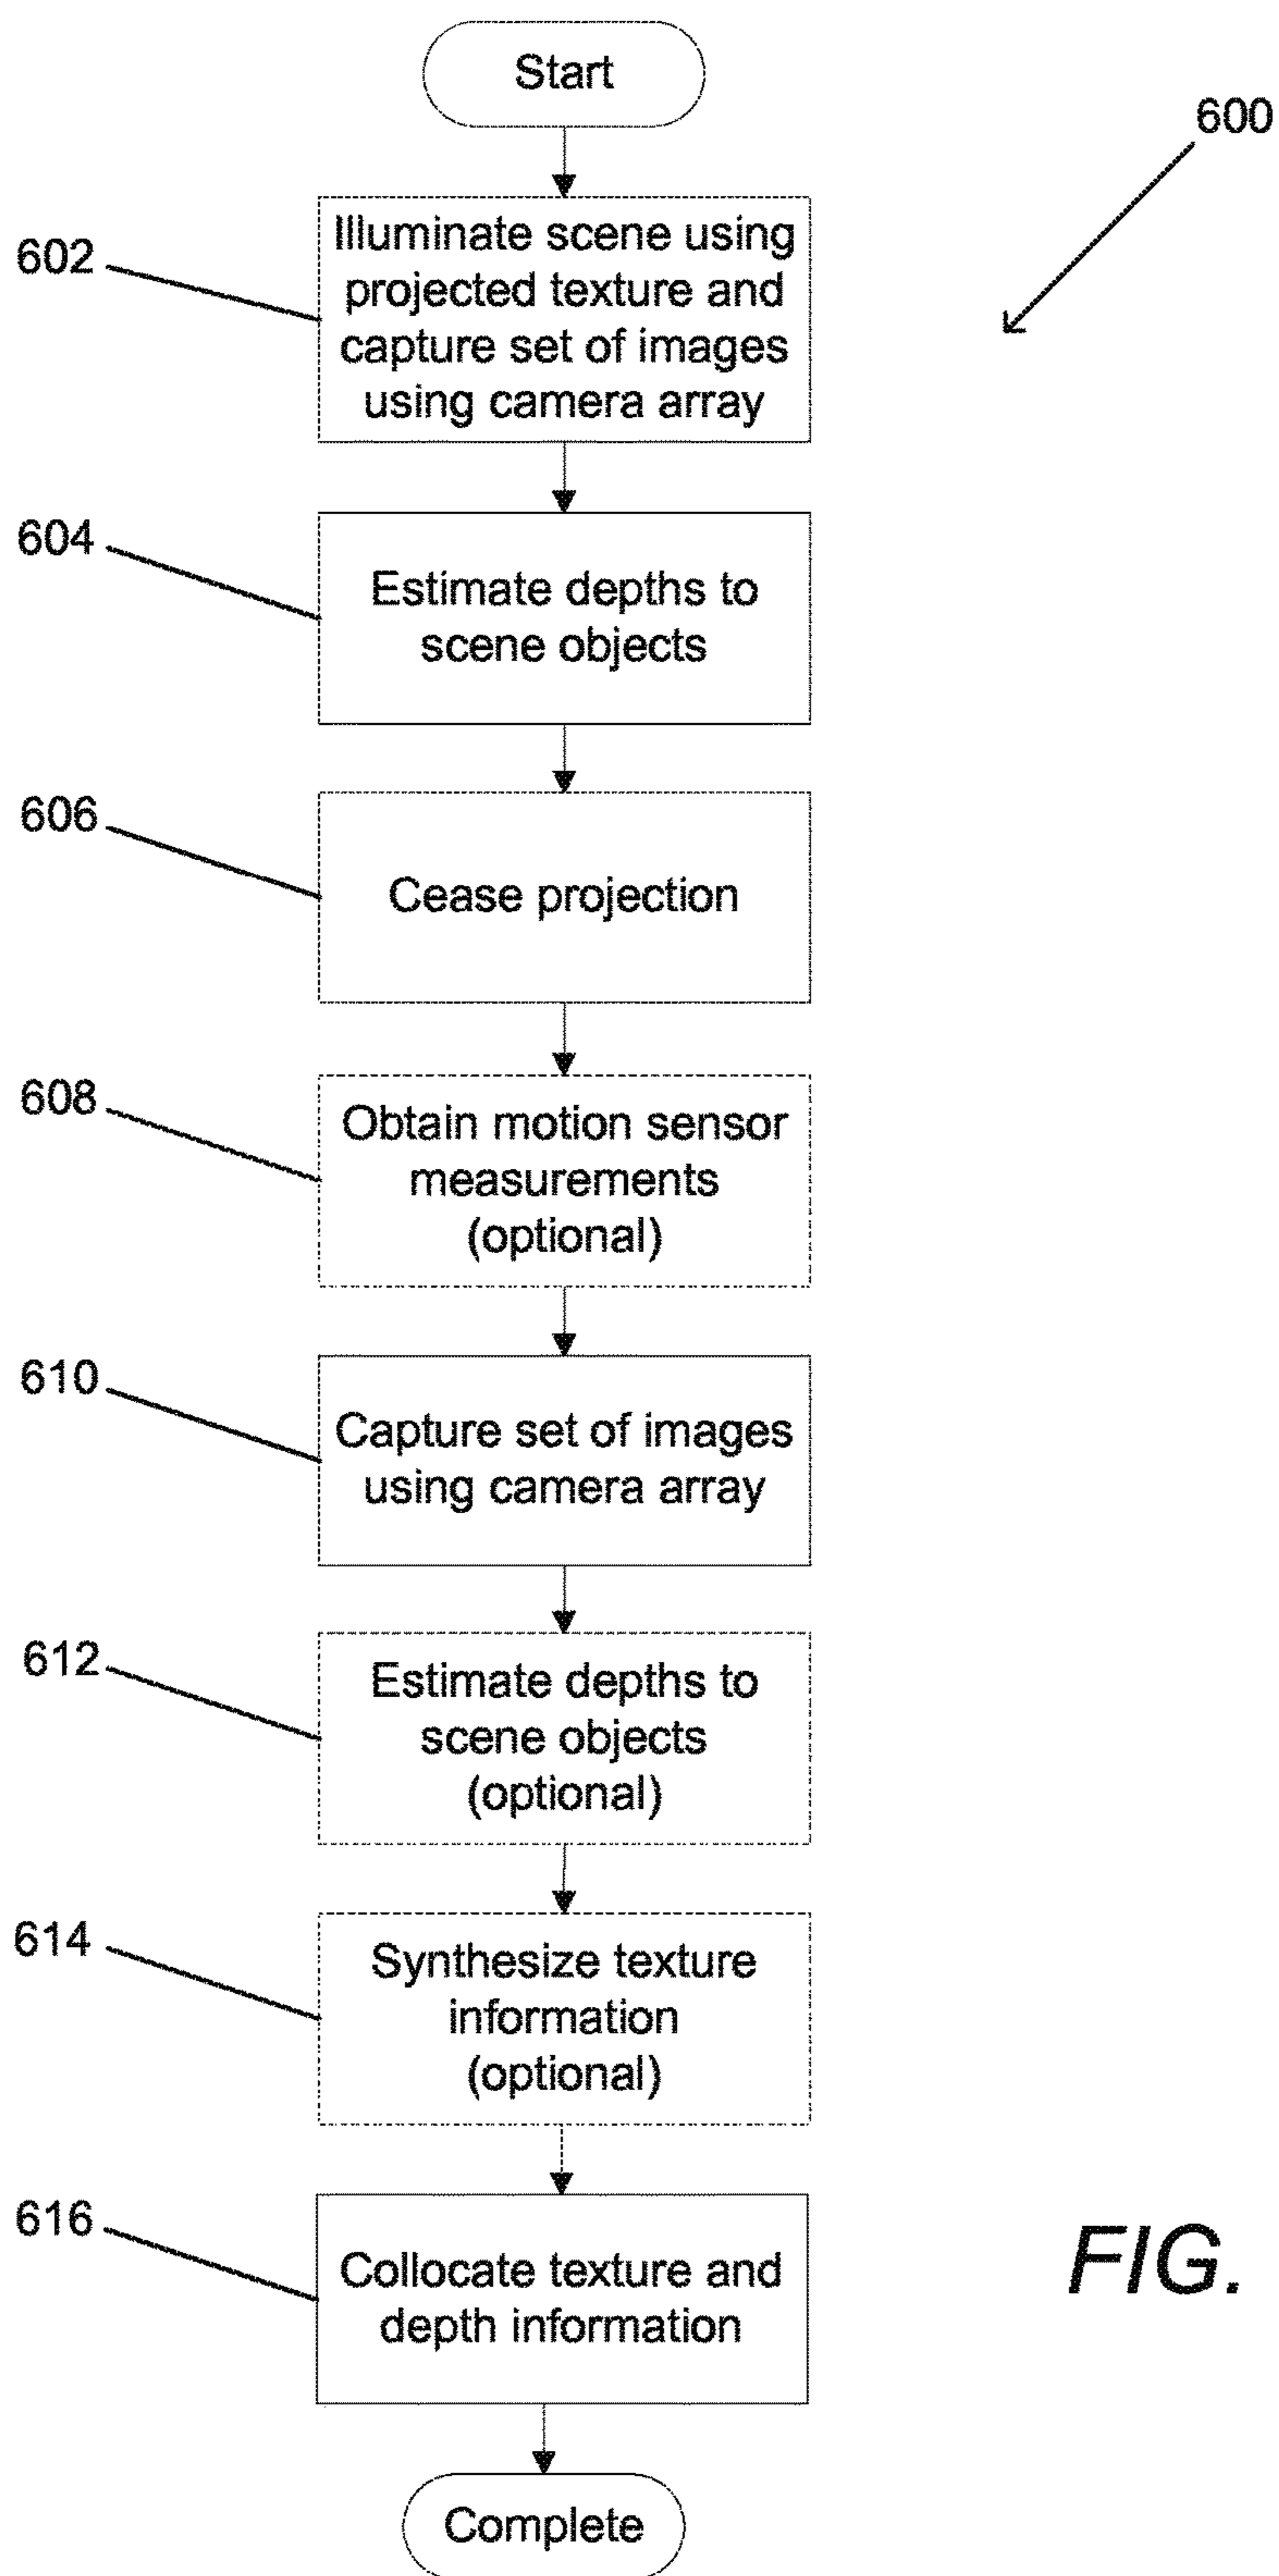 Start
600
602
Illuminate scene using
projected texture and
capture set of images
using camera array
604
Estimate depths to
scene objects
606
Cease projection
608
Obtain motion sensor
measurements
(optional)
610
Capture set of images
using camera array
612
Estimate depths to
scene objects
(optional)
614
Synthesize texture
information
(optional)
616
Collocate texture and
depth information
FIG.
Complete